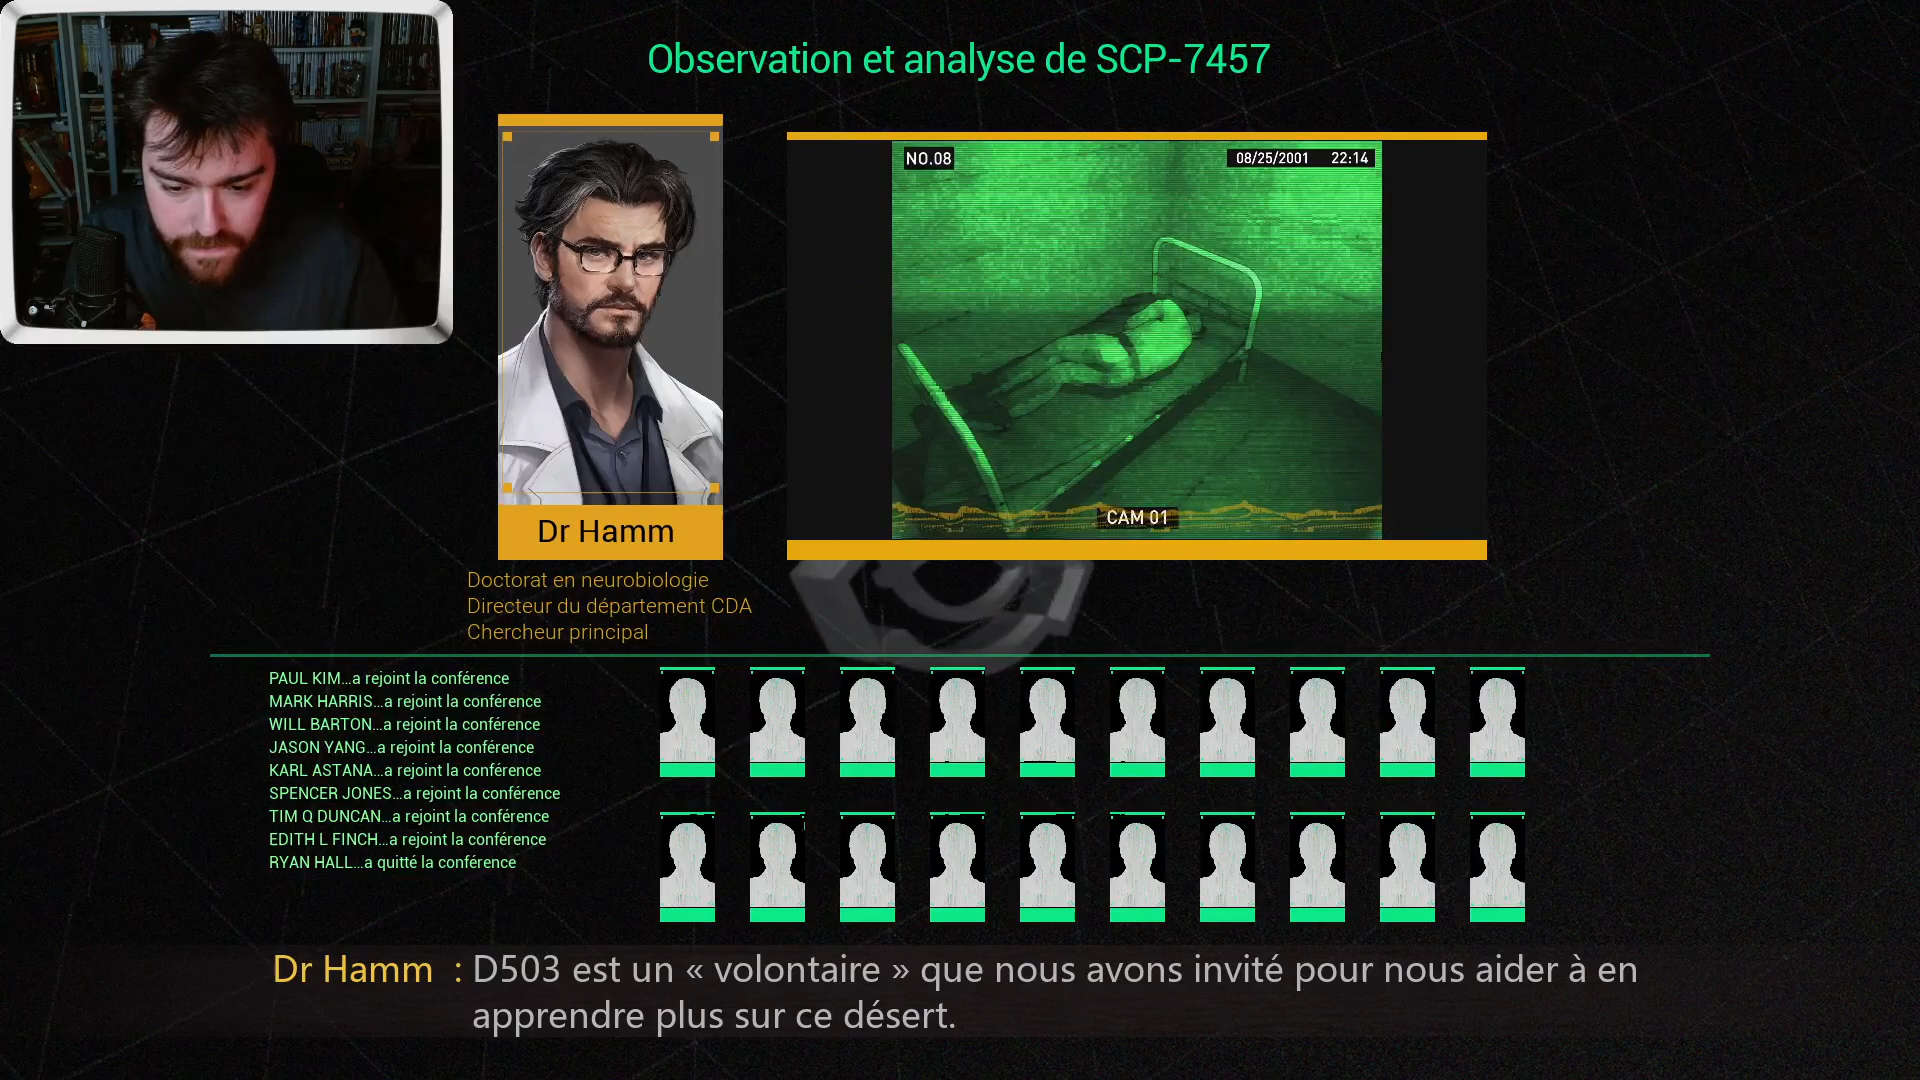 Observation et analyse de SCP-7457
NO.08
08/25/2001 22:14
CAM 01
Dr Hamm
Doctorat en neurobiologie
Directeur du département CDA
Chercheur principal
PAUL KIM...a rejoint la conférence
MARK HARRIS...a rejoint la conférence
WILL BARTON...a rejoint la conférence
JASON YANG...a rejoint la conférence
KARL ASTANA...a rejoint la conférence
SPENCER JONES...a rejoint la conférence
TIM Q DUNCAN...a rejoint la conférence
EDITH L FINCH...a rejoint la conférence
RYAN HALL...a quitté la conférence
Dr Hamm : D503 est un « volontaire » que nous avons invité pour nous aider à en
apprendre plus sur ce désert.